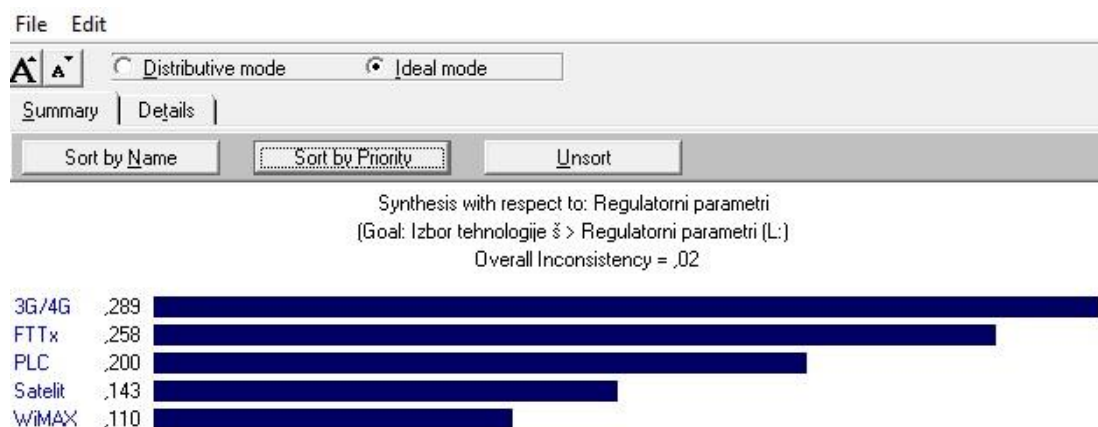 File Edit
A A Distributive mode Ideal mode
Summary Details
Sort by Name Sort by Priority Unsort
Synthesis with respect to: Regulatorni parametri
(Goal: Izbor tehnologije š > Regulatorni parametri (L:)
Overall Inconsistency = ,02
3G/4G ,289
FTTx ,258
PLC ,200
Satelit ,143
WiMAX ,110